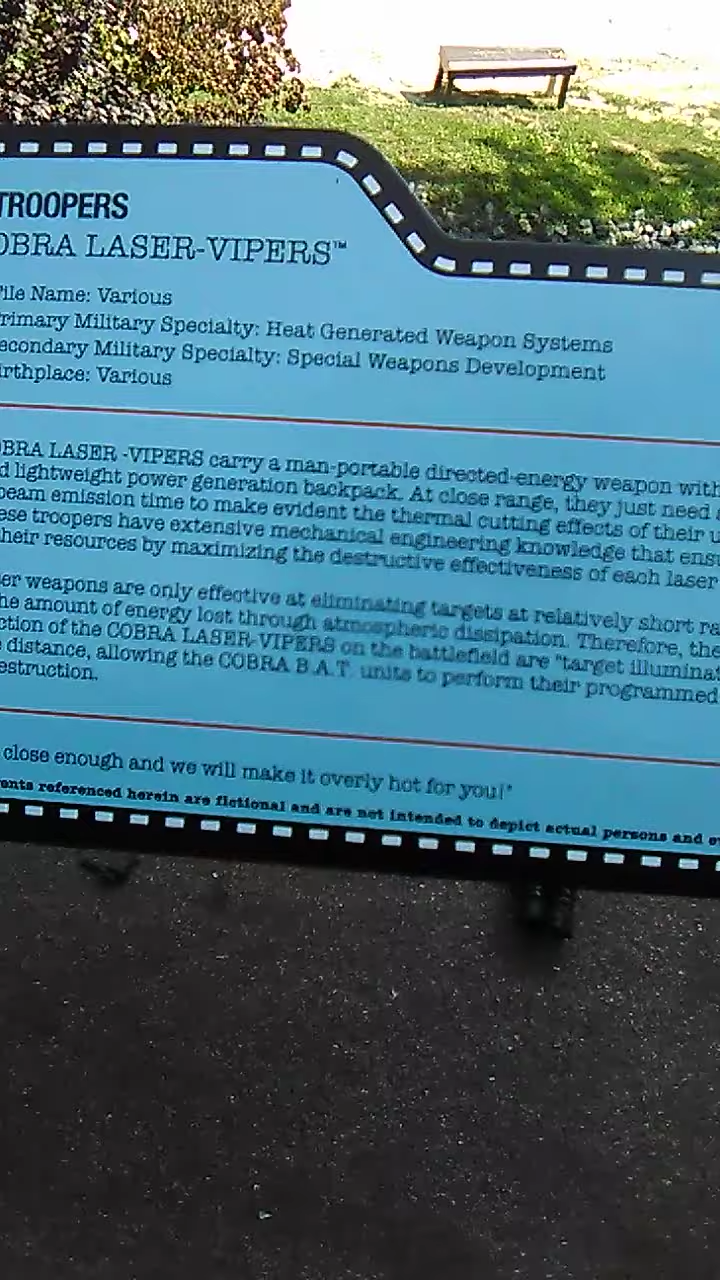 TROOPERS
OBRA LASER-VIPERS™
ile Name: Various
rimary Military Specialty: Heat Generated Weapon Systems
econdary Military Specialty: Special Weapons Development
irthplace: Various
OBRA LASER -VIPERS carry a man-portable directed-energy weapon with
d lightweight power generation backpack. At close range, they just need
beam emission time to make evident the thermal cutting effects of their
ese troopers have extensive mechanical engineering knowledge that ens
heir resources by maximizing the destructive effectiveness of each laser
er weapons are only effective at eliminating targets at relatively short ra
he amount of energy lost through atmospheric dissipation. Therefore, the
ction of the COBRA LASER-VIPERS on the battlefield are "target illuminat
e distance, allowing the COBRA B.A.T. units to perform their programmed
estruction.
close enough and we will make it overly hot for you!"
ents referenced herein are fictional and are not intended to depict actual persons and e